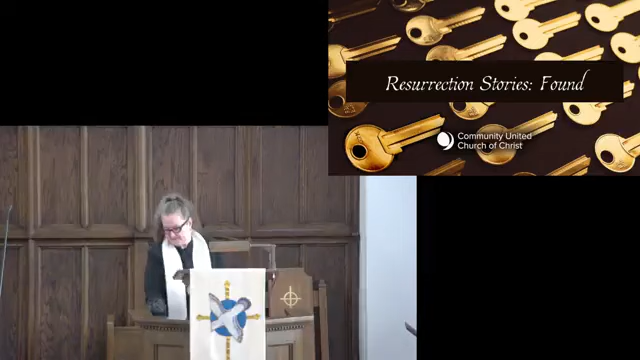 Resurrection Stories: Found
Community United
Church of Christ